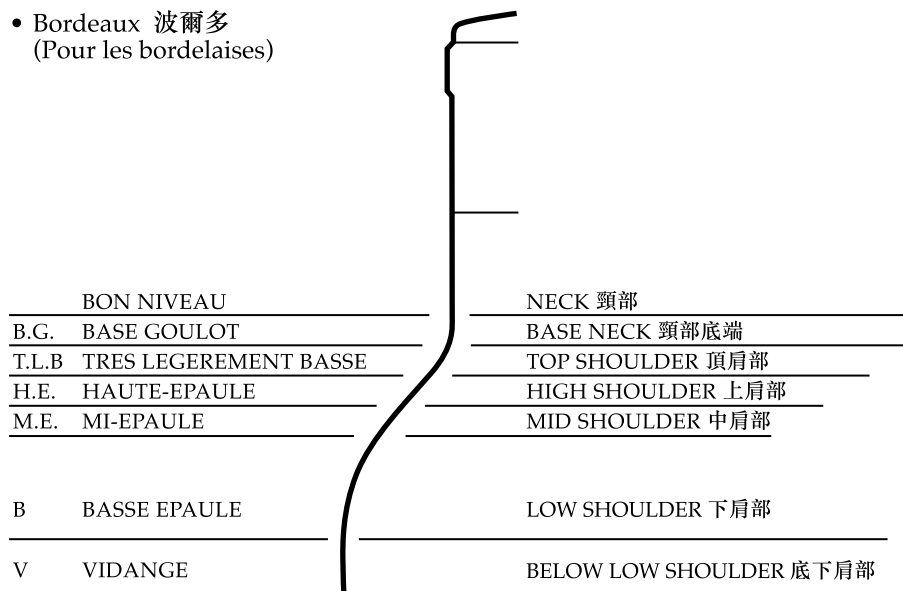 • Bordeaux 波爾多
(Pour les bordelaises)
BON NIVEAU NECK 頸部
B.G. BASE GOULOT BASE NECK 頸部底端
T.L.B TRES LEGEREMENT BASSE TOP SHOULDER 頂肩部
H.E. HAUTE-EPAULE HIGH SHOULDER 上肩部
M.E. MI-EPAULE MID SHOULDER 中肩部
B BASSE EPAULE LOW SHOULDER 下肩部
V VIDANGE BELOW LOW SHOULDER 底下肩部